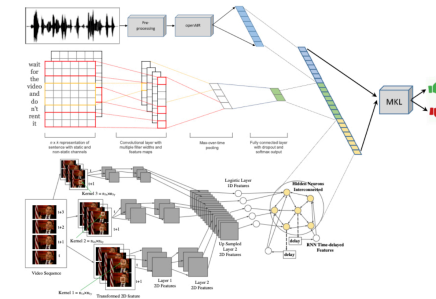 Pre-
processing
openEAR
wait
for
the
video
and
do
n't
rent
it
MKL
n x k representation of
sentence with static and
non-static channels
Convolutional layer with
multiple filter widths and
feature maps
Max-over-time
pooling
Fully connected layer with
dropout and
softmax output
Logistic Layer
1D Features
Hidden Neurons
Interconnected
Up Sampled
Layer 2
2D Features
delay
delay
RNN Time-delayed
Features
Video Sequence
Transformed 2D feature
Layer 1
2D Features
Layer 2
2D Features